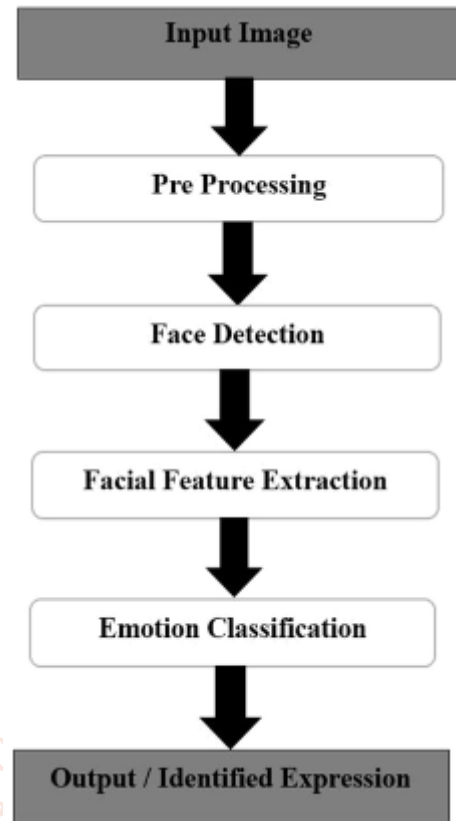 Input Image
Pre Processing
Face Detection
Facial Feature Extraction
Emotion Classification
Output / Identified Expression